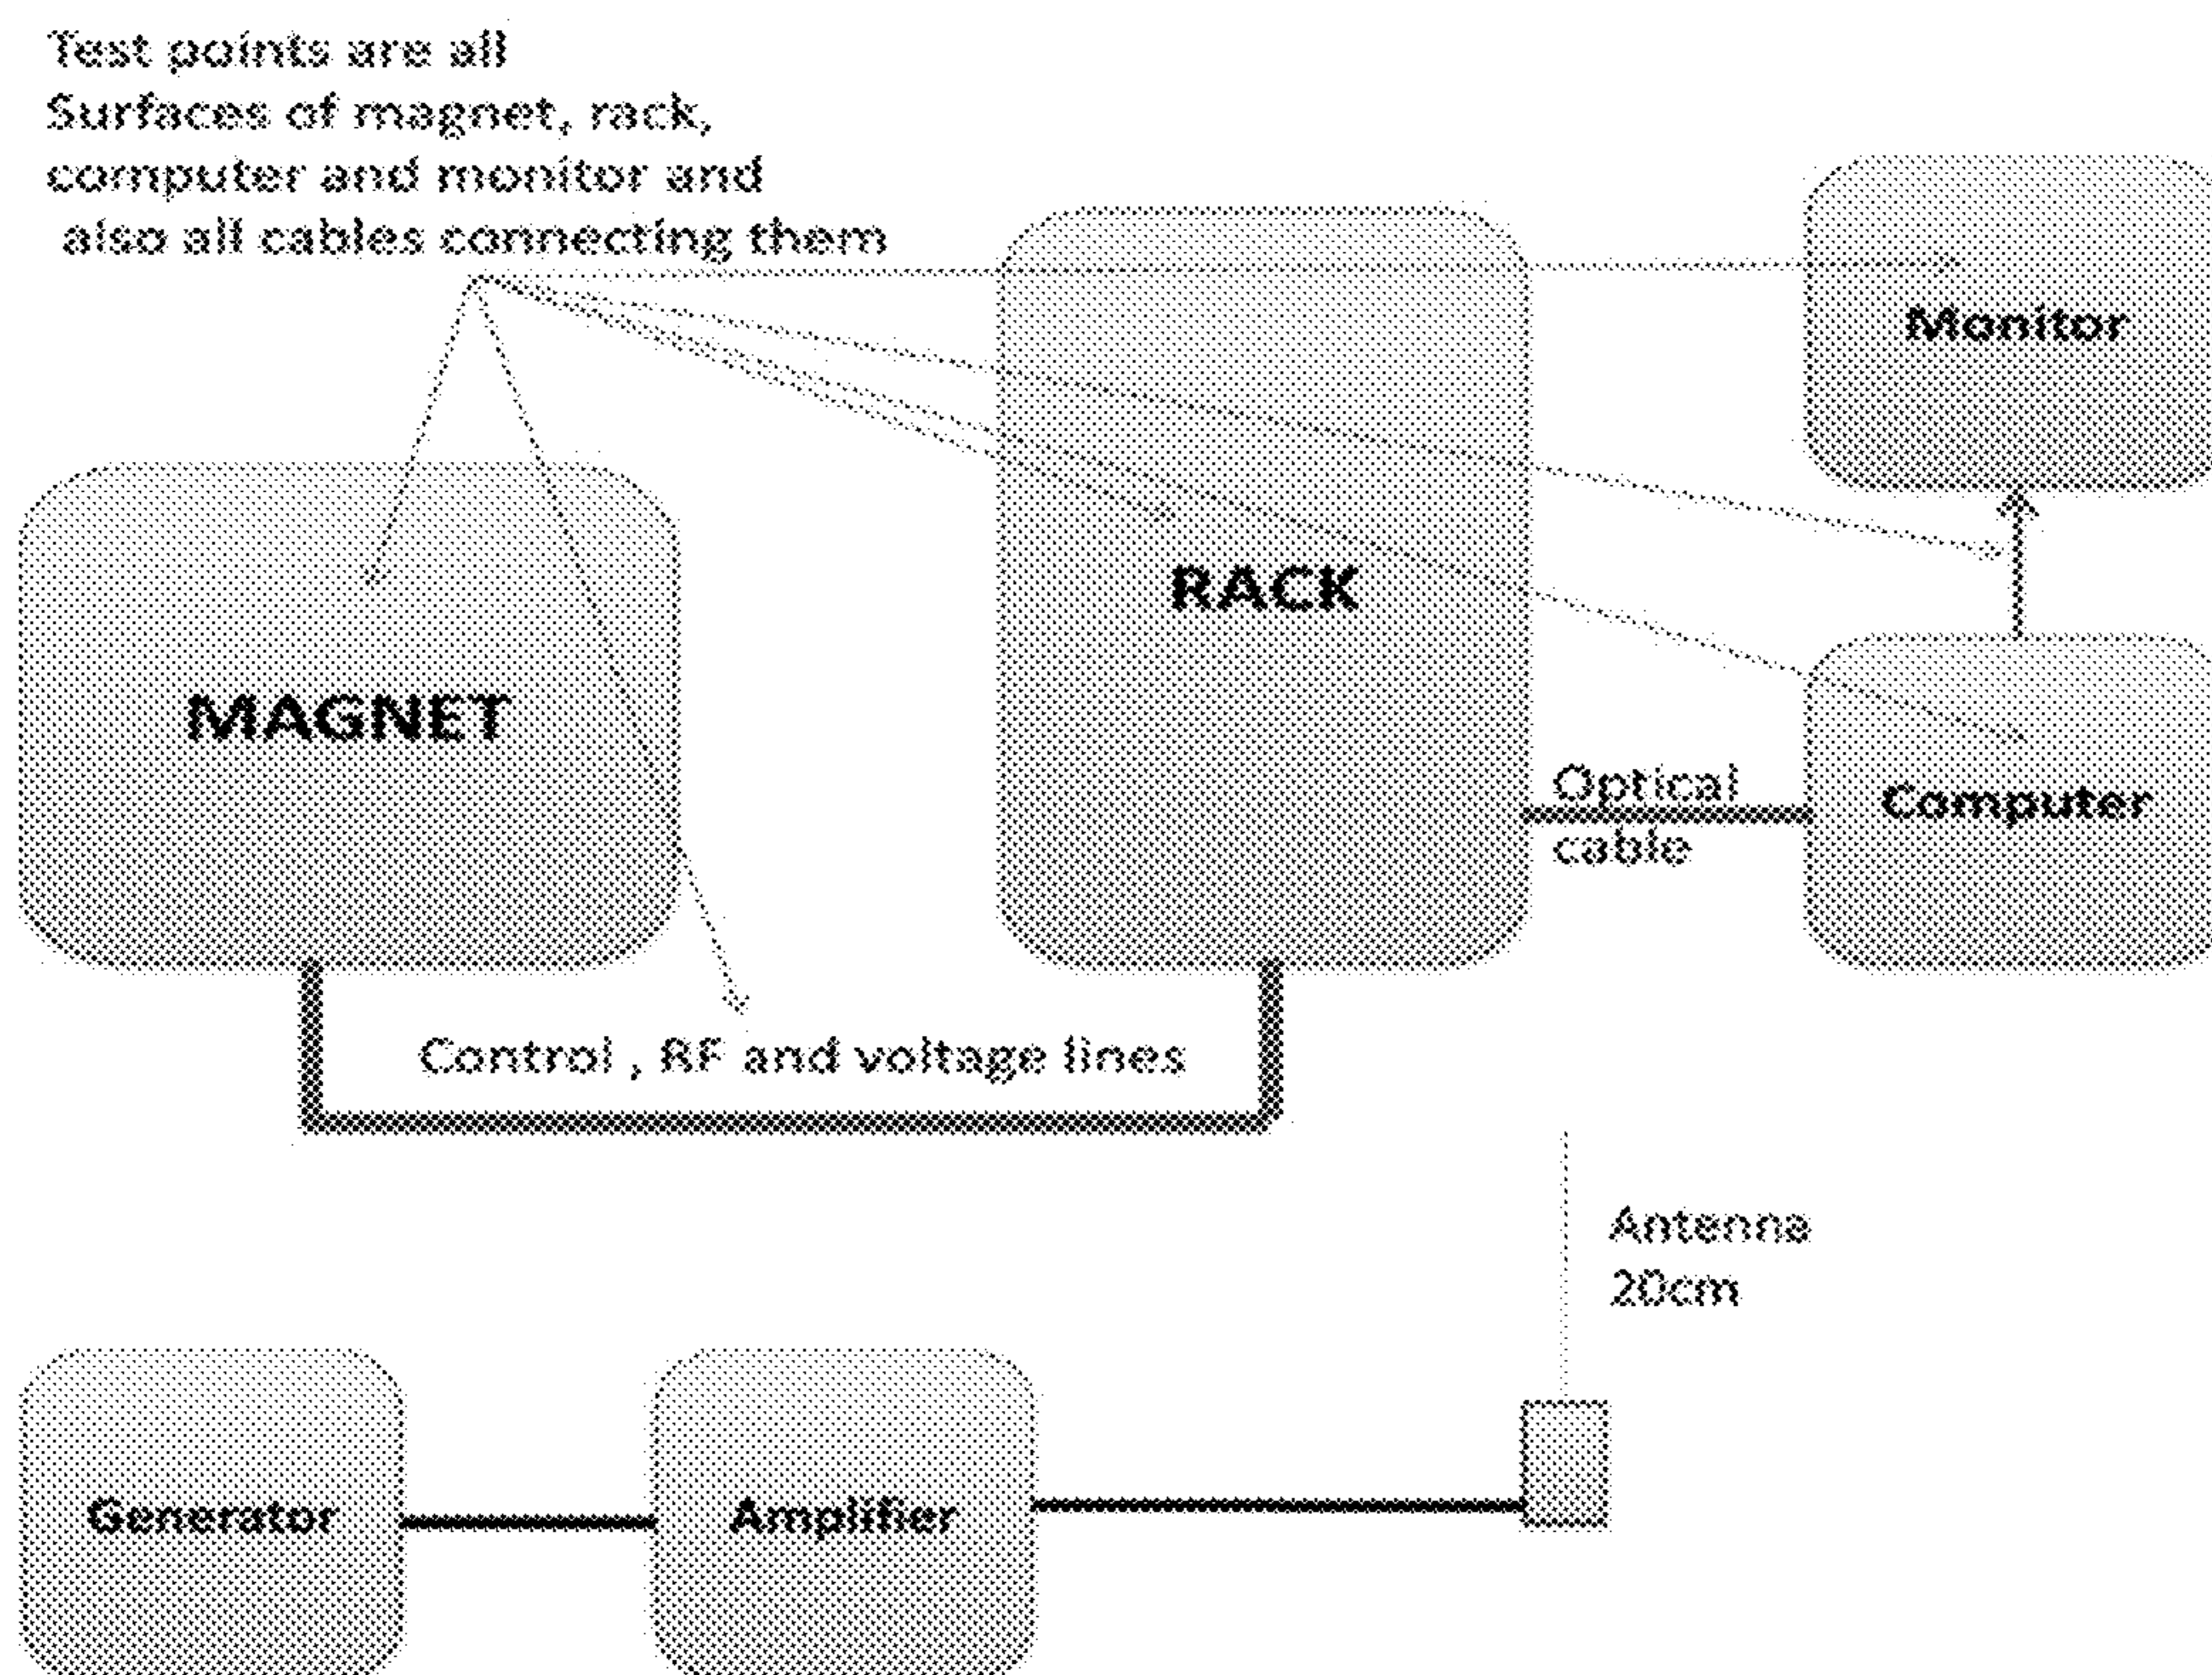 Test points are all
Surfaces of magnet, rack,
computer and monitor and
also all cables connecting them
Monitor
RACK
MAGNET
Optical
cable
Computer
Control , RF and voltage lines
Antenna
20cm
Generator
Amplifier